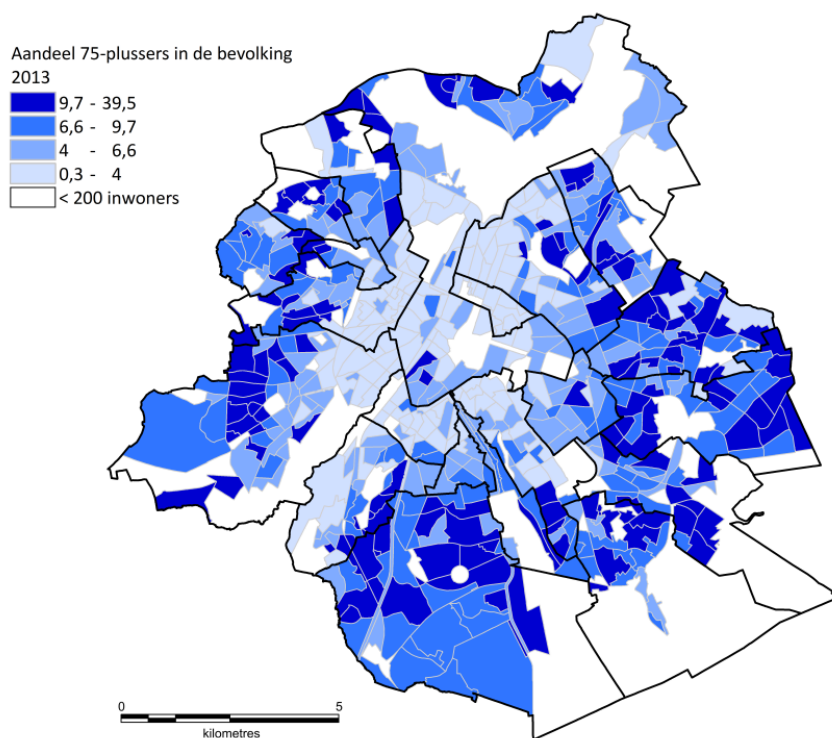 Aandeel 75-plussers in de bevolking
2013
9,7 - 39,5
6,6 - 9,7
4 - 6,6
0,3 - 4
< 200 inwoners
0 5
kilometres